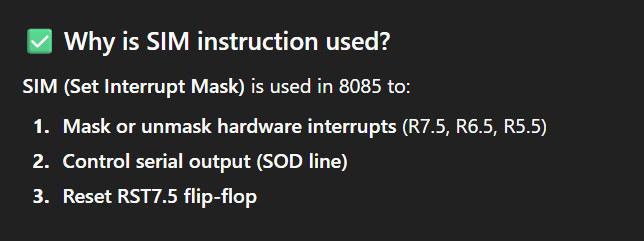 ✅ Why is SIM instruction used?
SIM (Set Interrupt Mask) is used in 8085 to:
1. Mask or unmask hardware interrupts (R7.5, R6.5, R5.5)
2. Control serial output (SOD line)
3. Reset RST7.5 flip-flop